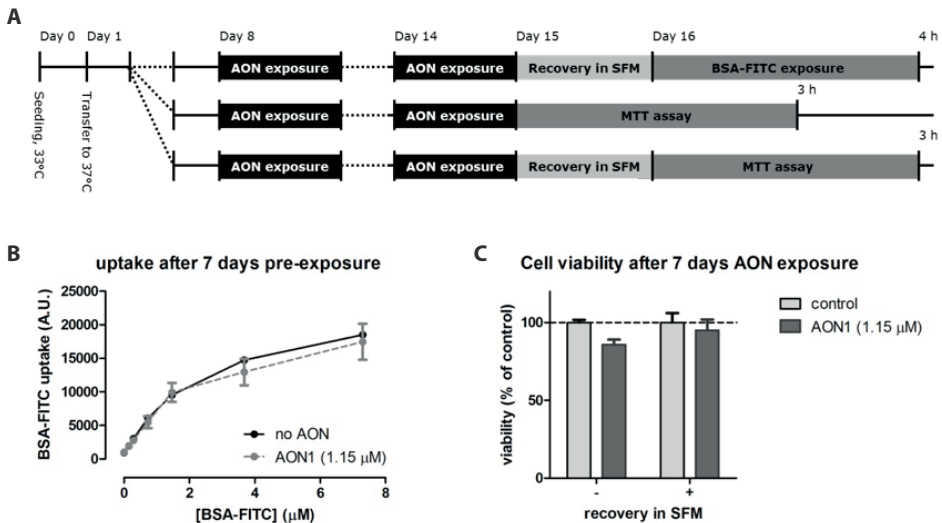 A
Day 0
Day 1
Day 8
Day 14
Day 15
Day 16
4 h
AON exposure
AON exposure
Recovery in SFM
BSA-FITC exposure
3 h
AON exposure
AON exposure
MTT assay
3 h
AON exposure
AON exposure
Recovery in SFM
MTT assay
Seeding, 33°C
Transfer to 37°C
B
uptake after 7 days pre-exposure
BSA-FITC uptake (A.U.)
25000
20000
15000
10000
5000
0
no AON
AON1 (1.15 µM)
0
2
4
6
8
[BSA-FITC] (µM)
C
Cell viability after 7 days AON exposure
viability (% of control)
100
50
0
control
AON1 (1.15 µM)
-
+
recovery in SFM